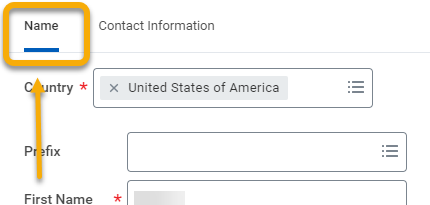 Name Contact Information
Country * × United States of America
Prefix
First Name *